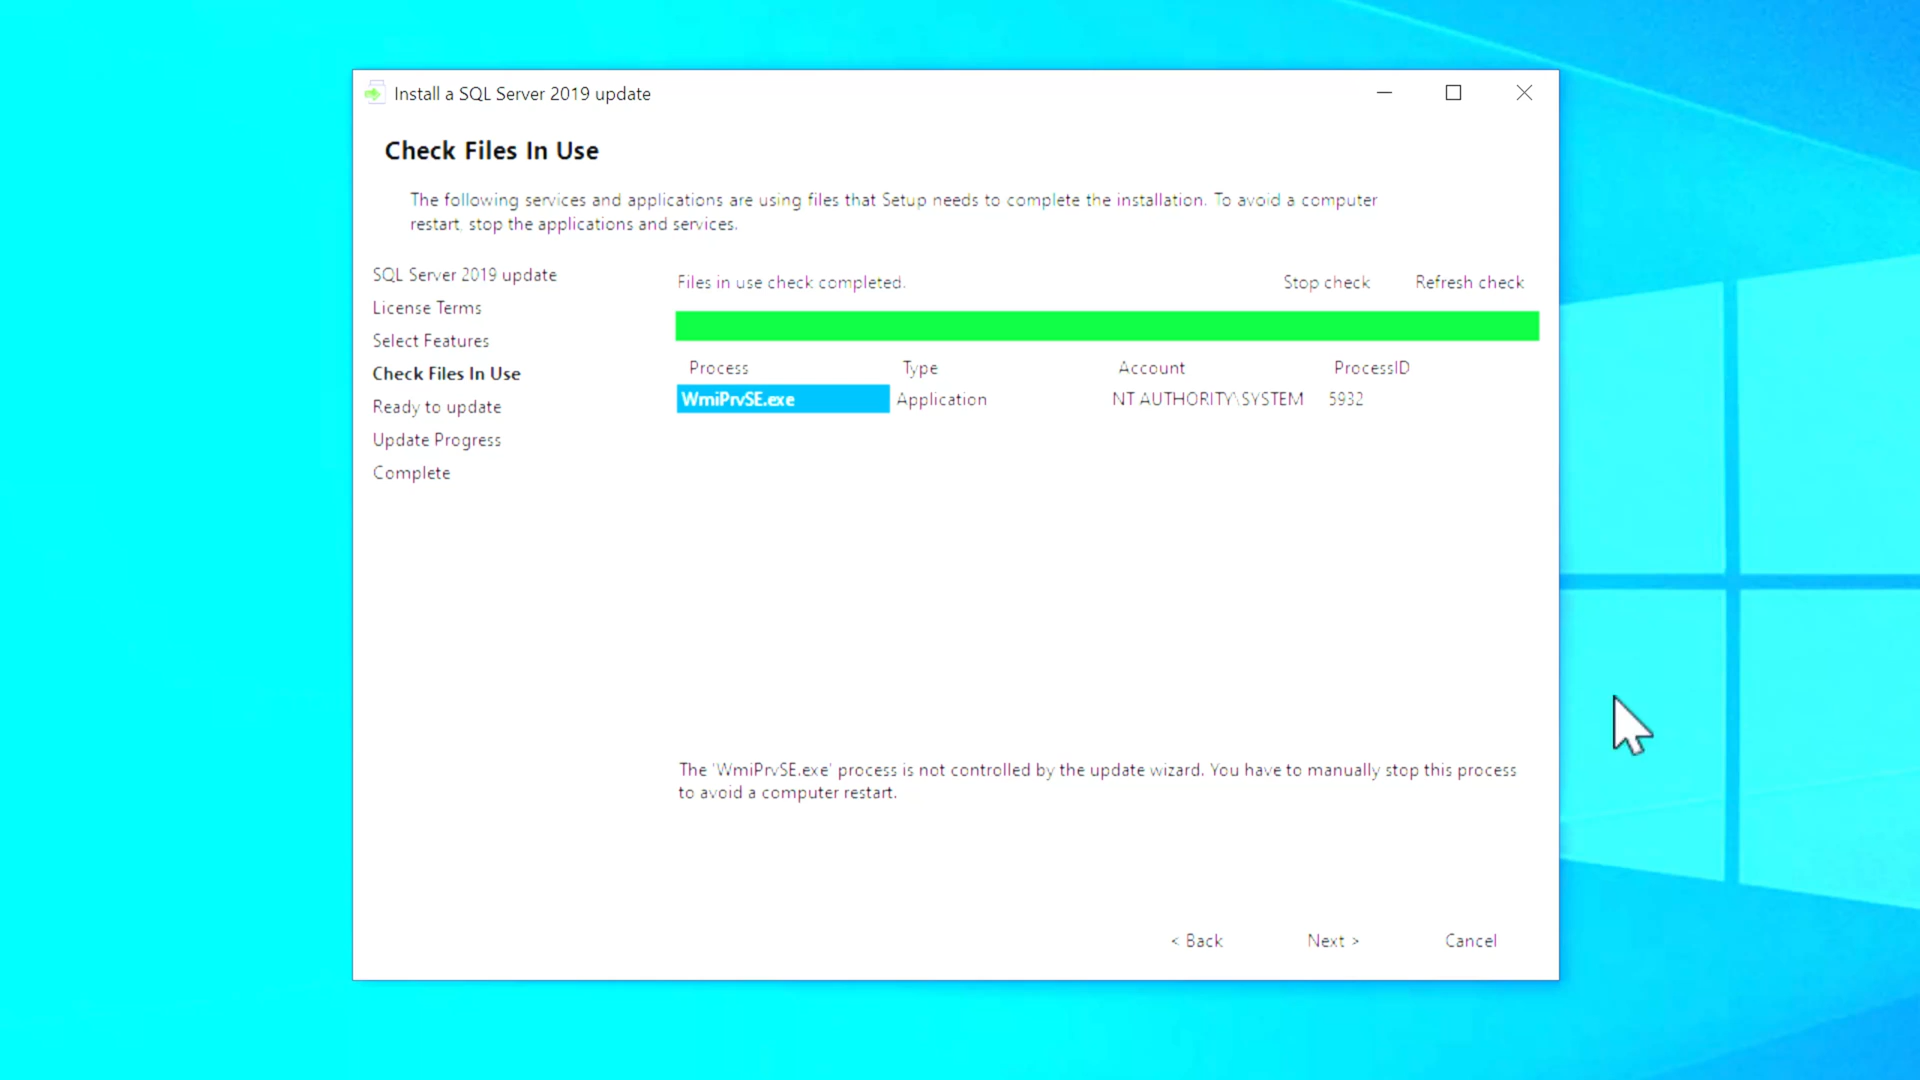 Install a SQL Server 2019 update
Check Files In Use
The following services and applications are using files that Setup needs to complete the installation. To avoid a computer
restart, stop the applications and services.
SQL Server 2019 update
License Terms
Select Features
Check Files In Use
Ready to update
Update Progress
Complete
Files in use check completed.
Stop check
Refresh check
Process Type Account ProcessID
WmiPrvSE.exe Application NT AUTHORITY\SYSTEM 5932
The 'WmiPrvSE.exe' process is not controlled by the update wizard. You have to manually stop this process
to avoid a computer restart.
< Back
Next >
Cancel